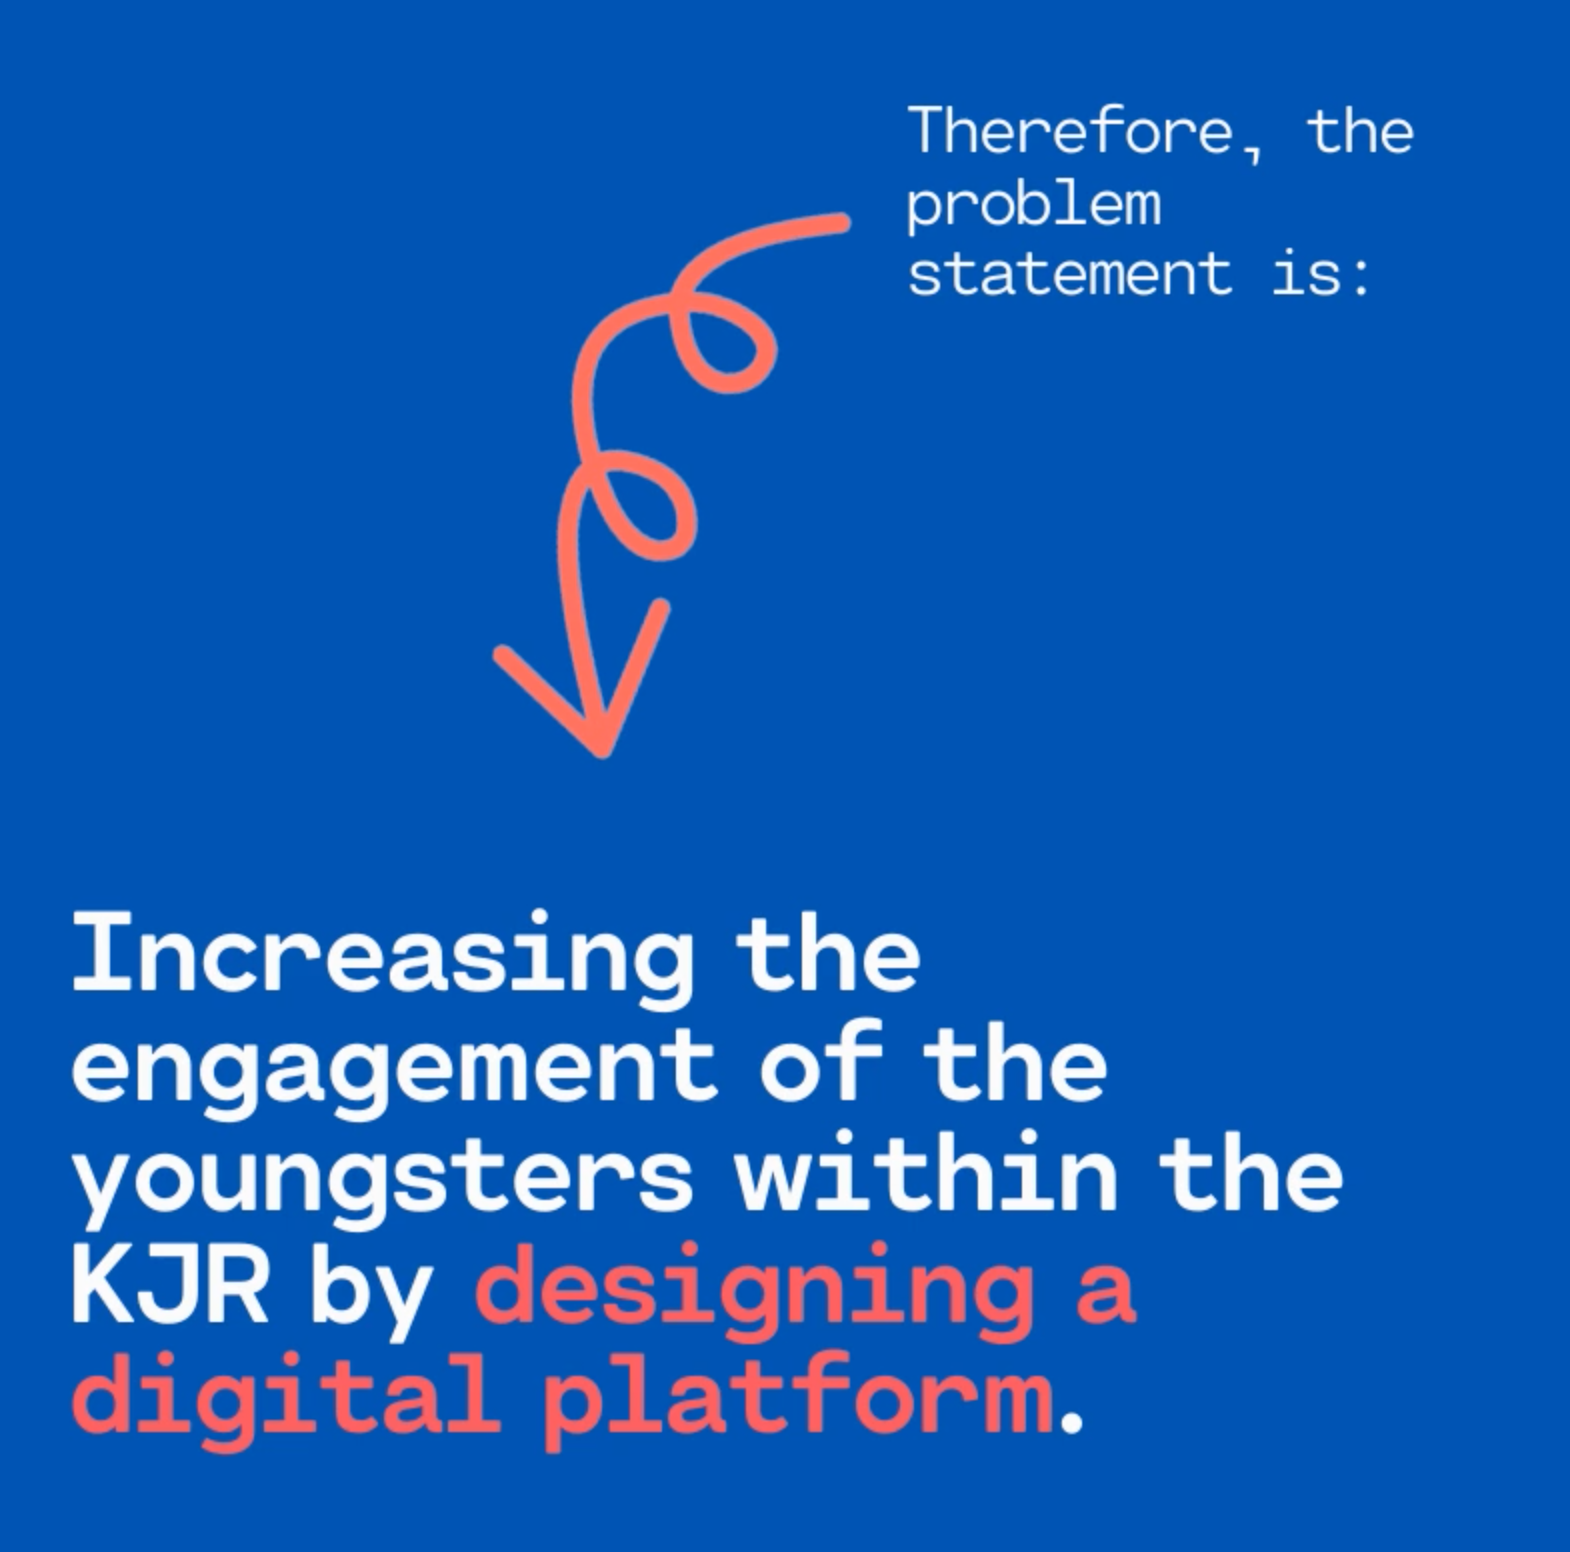 Therefore, the
problem
statement is:
Increasing the
engagement of the
youngsters within the
KJR by designing a
digital platform.